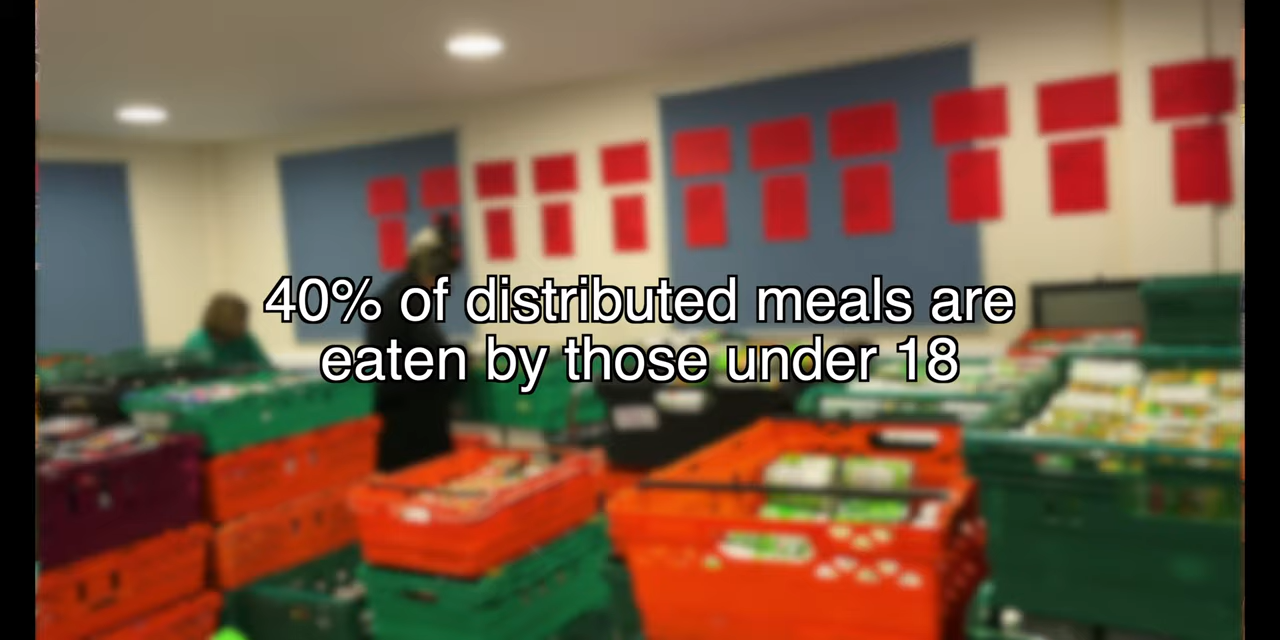 40% of distributed meals are
eaten by those under 18